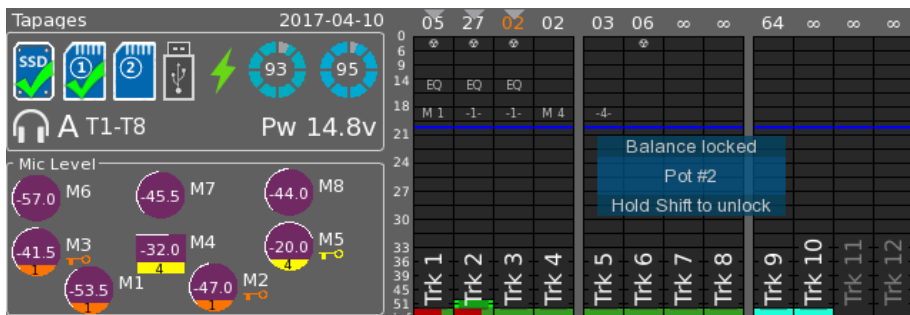 Tapages 2017-04-10
SSD 1 2 93 95
A T1-T8 Pw 14.8v
Mic Level
-57.0 M6
-45.5 M7
-44.0 M8
-41.5 M3
1
-32.0 M4
4
-20.0 M5
4
-53.5 M1
1
-47.0 M2
1
05 27 02 02 03 06 ∞ ∞ 64 ∞ ∞ ∞
0
6
9
14
18
21
24
27
30
33
36
39
45
51
EQ EQ EQ
M 1 -1- -1- M 4 -4-
Balance locked
Pot #2
Hold Shift to unlock
Trk 1
Trk 2
Trk 3
Trk 4
Trk 5
Trk 6
Trk 7
Trk 8
Trk 9
Trk 10
Trk 11
Trk 12